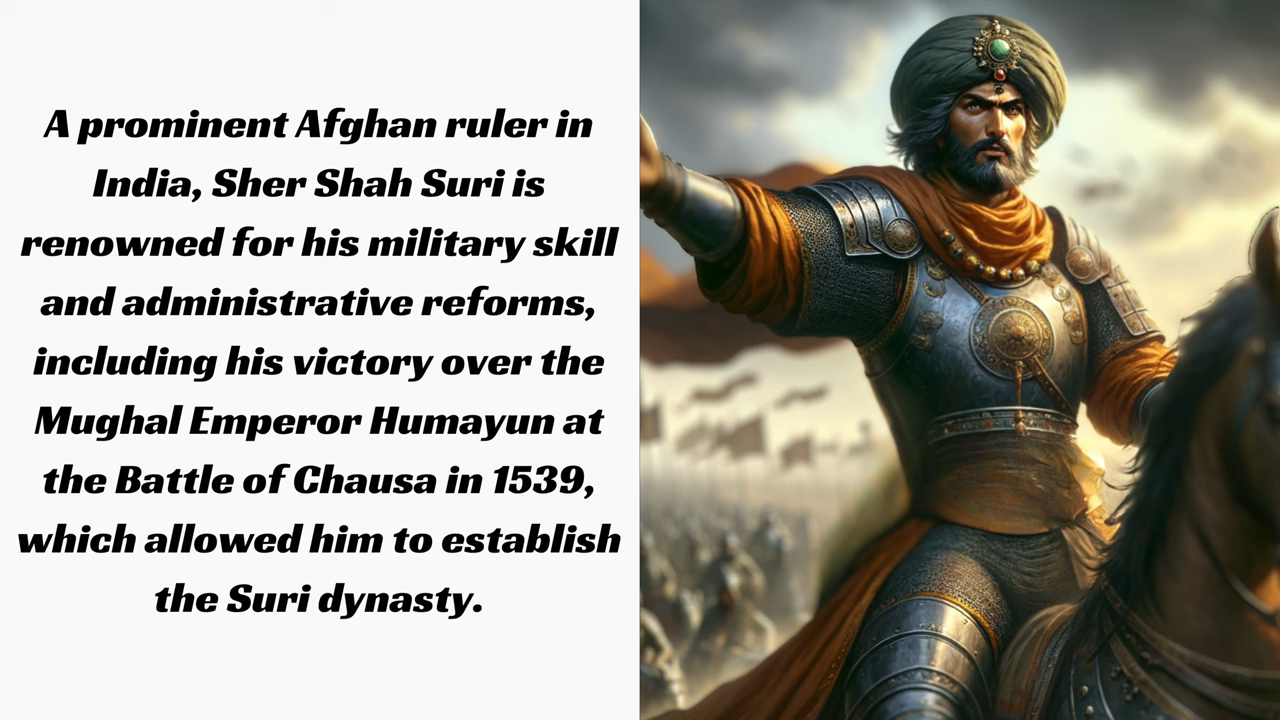 A prominent Afghan ruler in
India, Sher Shah Suri is
renowned for his military skill
and administrative reforms,
including his victory over the
Mughal Emperor Humayun at
the Battle of Chausa in 1539,
which allowed him to establish
the Suri dynasty.